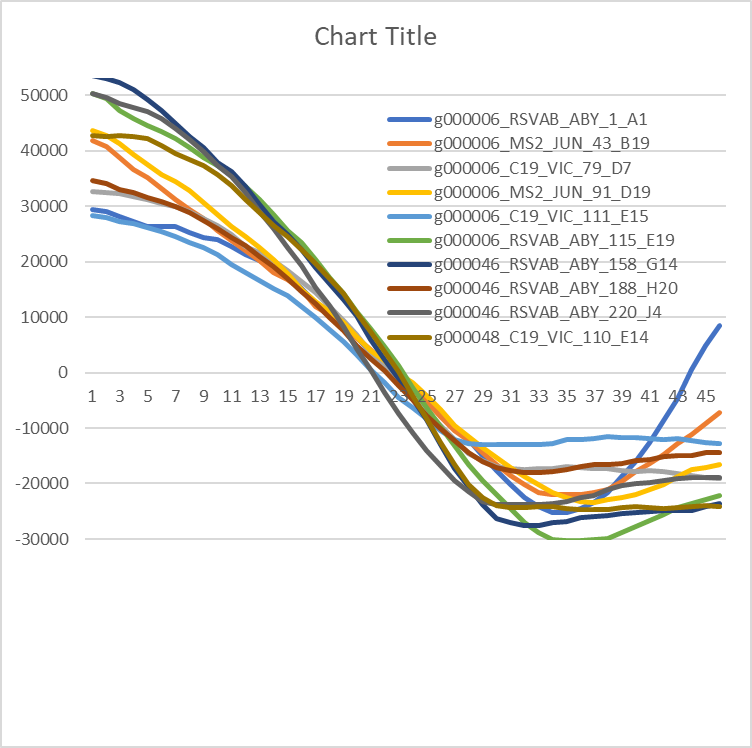 Chart Title
50000
40000
30000
20000
10000
0
-10000
-20000
-30000
1 3 5 7 9 11 13 15 17 19 21 23 25 27 29 31 33 35 37 39 41 43 45
g000006_RSVAB_ABY_1_A1
g000006_MS2_JUN_43_B19
g000006_C19_VIC_79_D7
g000006_MS2_JUN_91_D19
g000006_C19_VIC_111_E15
g000006_RSVAB_ABY_115_E19
g000046_RSVAB_ABY_158_G14
g000046_RSVAB_ABY_188_H20
g000046_RSVAB_ABY_220_J4
g000048_C19_VIC_110_E14